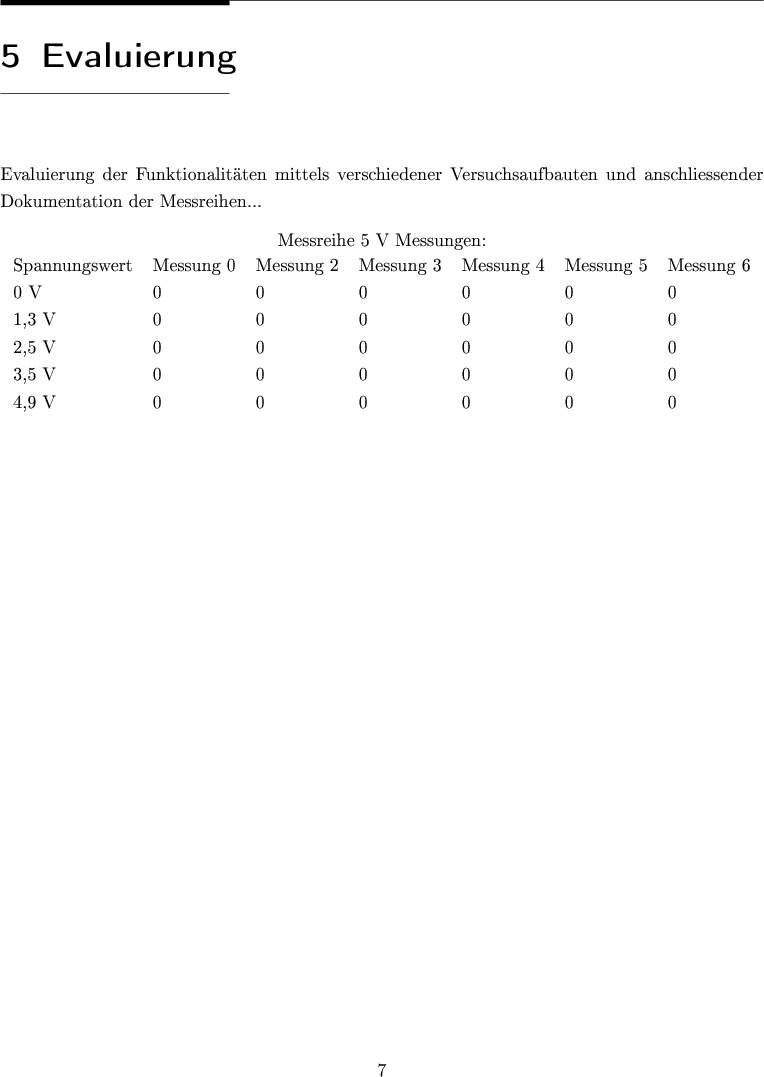 5 Evaluierung
Evaluierung der Funktionalitäten mittels verschiedener Versuchsaufbauten und anschliessender
Dokumentation der Messreihen...
Messreihe 5 V Messungen:
Spannungswert Messung 0 Messung 2 Messung 3 Messung 4 Messung 5 Messung 6
0 V 0 0 0 0 0 0
1,3 V 0 0 0 0 0 0
2,5 V 0 0 0 0 0 0
3,5 V 0 0 0 0 0 0
4,9 V 0 0 0 0 0 0
7